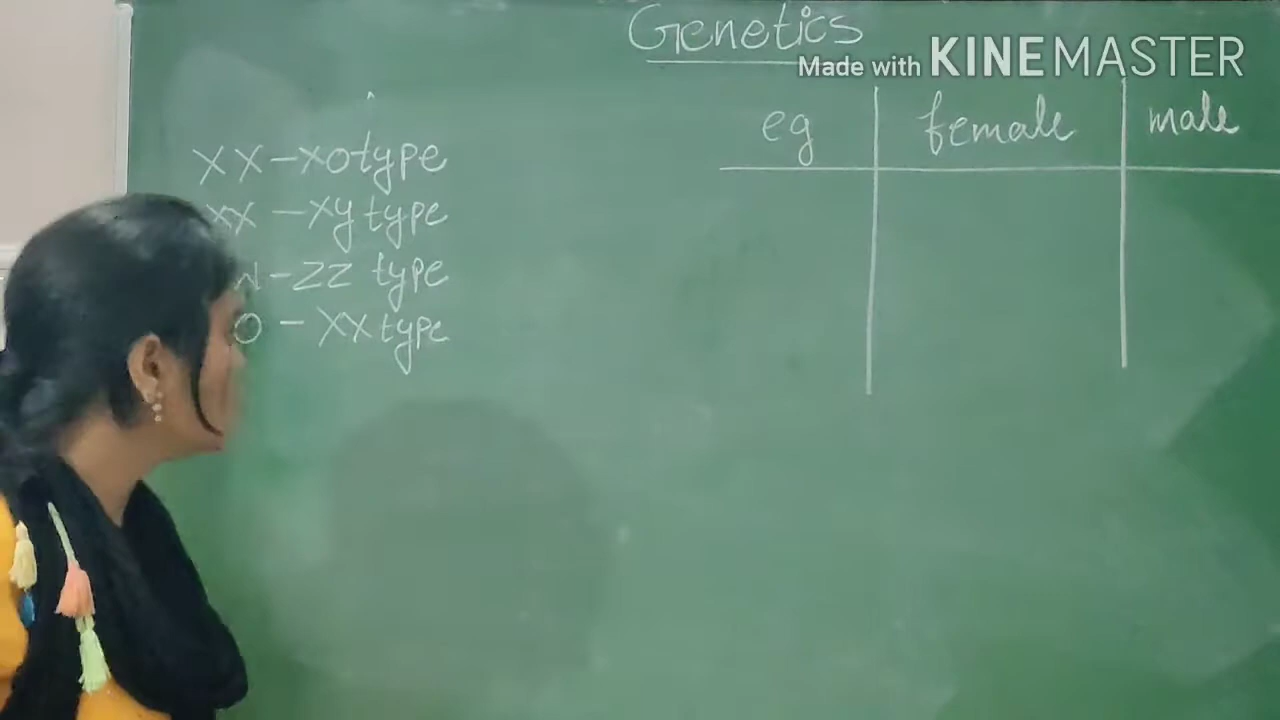 Genetics
Made with KINEMASTER
eg female male
XX - XO type
XX - Xy type
W - ZZ type
O - XX type